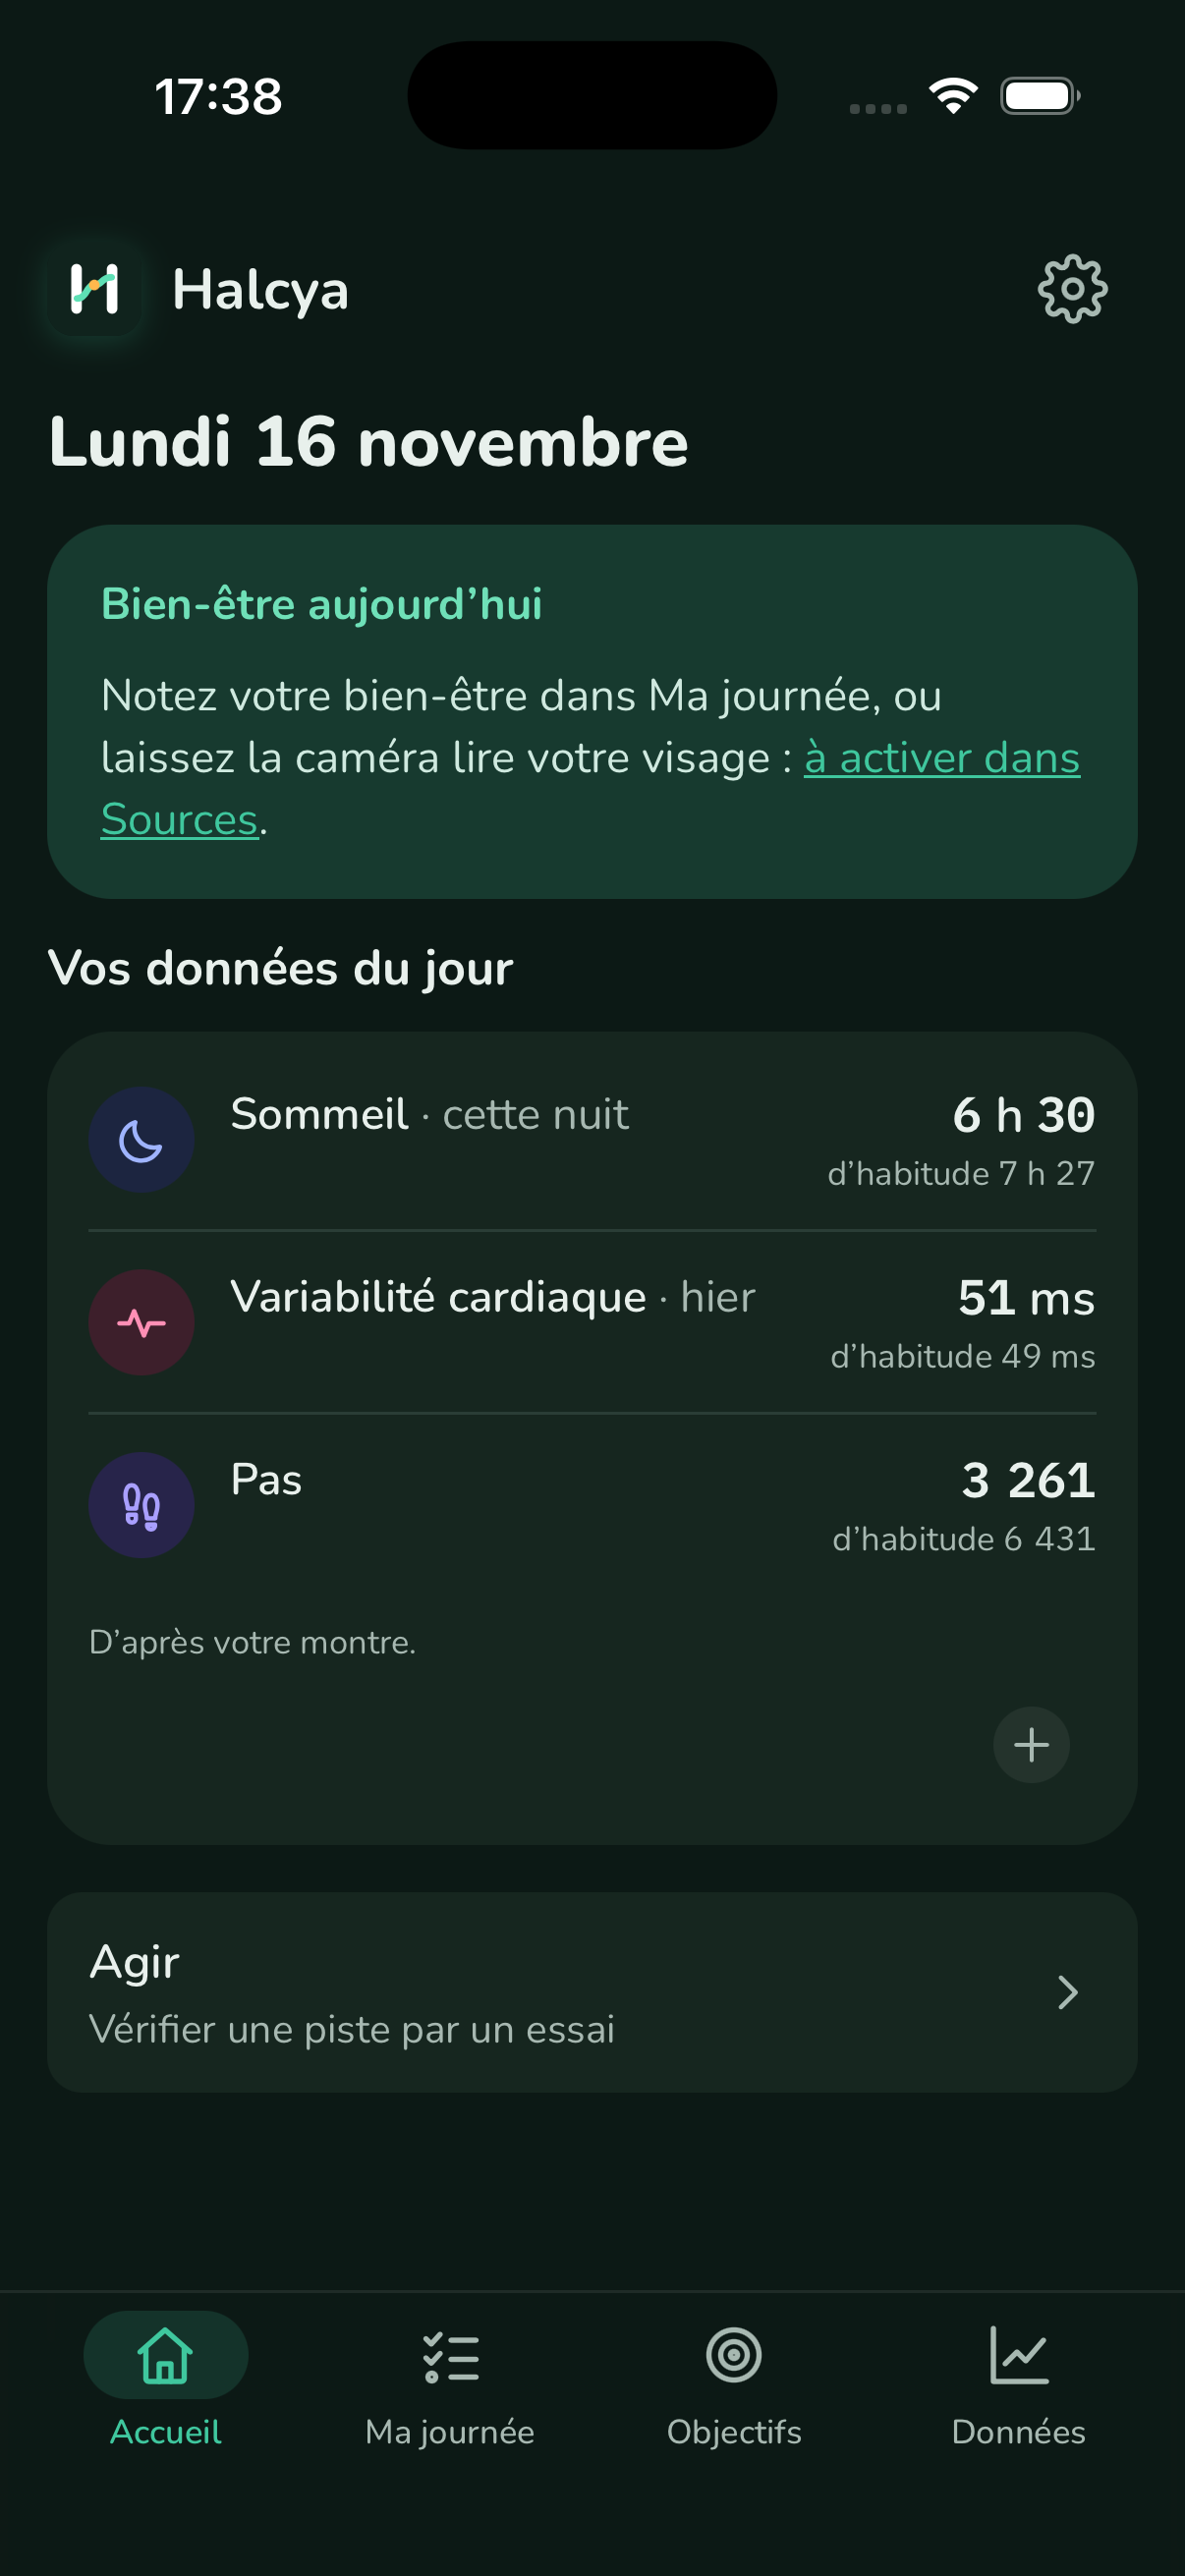 17:38
Halcya
Lundi 16 novembre
Bien-être aujourd’hui
Notez votre bien-être dans Ma journée, ou
laissez la caméra lire votre visage : à activer dans
Sources.
Vos données du jour
Sommeil · cette nuit
6 h 30
d’habitude 7 h 27
Variabilité cardiaque · hier
51 ms
d’habitude 49 ms
Pas
3 261
d’habitude 6 431
D’après votre montre.
Agir
Vérifier une piste par un essai
Accueil
Ma journée
Objectifs
Données